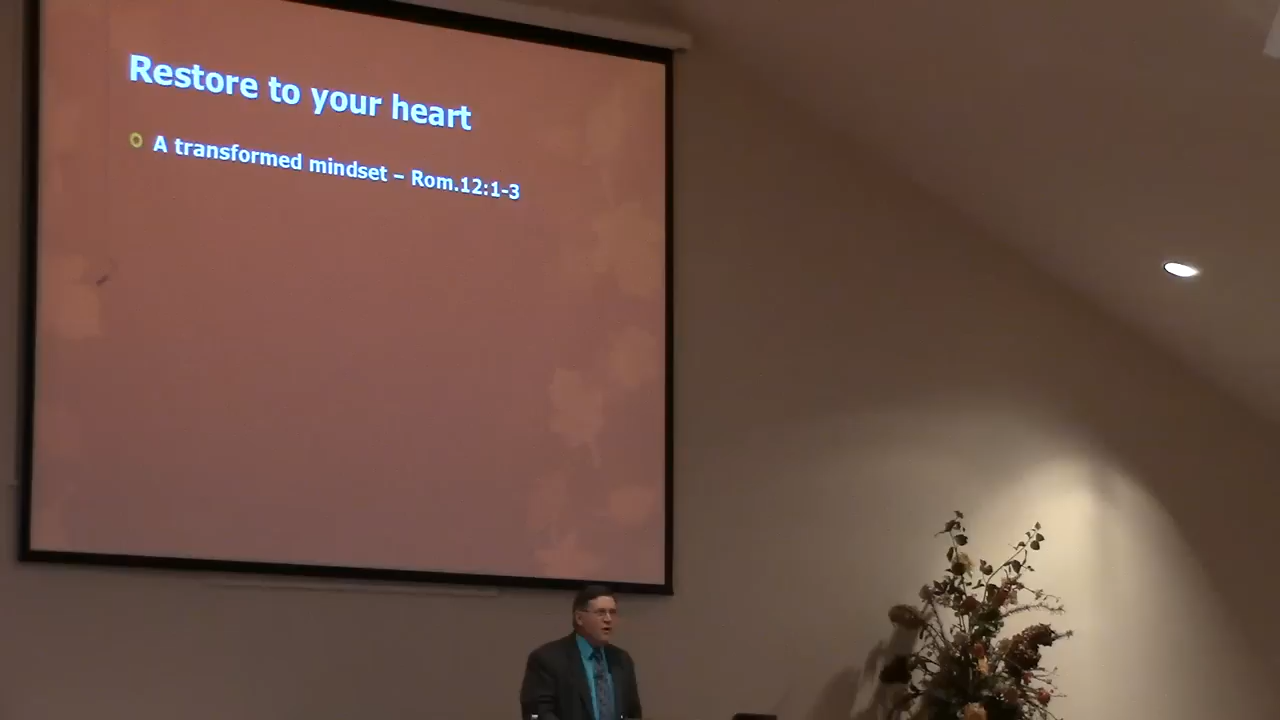 Restore to your heart
A transformed mindset – Rom.12:1-3